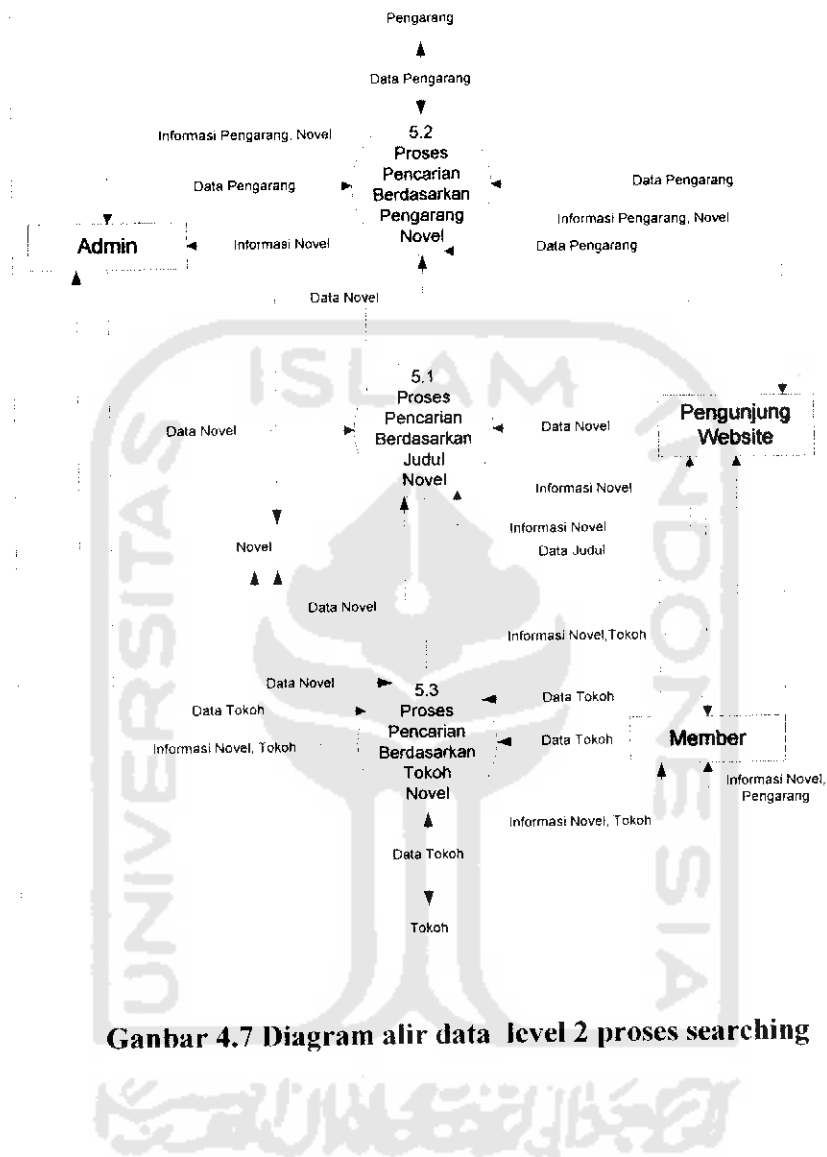 Pengarang
Data Pengarang
Informasi Pengarang, Novel
5.2
Proses
Pencarian
Berdasarkan
Pengarang
Novel
Data Pengarang
Data Pengarang
Informasi Pengarang, Novel
Admin
Informasi Novel
Data Pengarang
Data Novel
ISLAM
5.1
Proses
Pencarian
Berdasarkan
Judul
Novel
Data Novel
Data Novel
Pengunjung
Website
Informasi Novel
Informasi Novel
Data Judul
Novel
Data Novel
Informasi Novel,Tokoh
Data Novel
5.3
Proses
Pencarian
Berdasarkan
Tokoh
Novel
Data Tokoh
Data Tokoh
Data Tokoh
Informasi Novel, Tokoh
Member
Informasi Novel,
Pengarang
Informasi Novel, Tokoh
Data Tokoh
Tokoh
UNIVERSITAS
INDONESIA
Ganbar 4.7 Diagram alir data level 2 proses searching